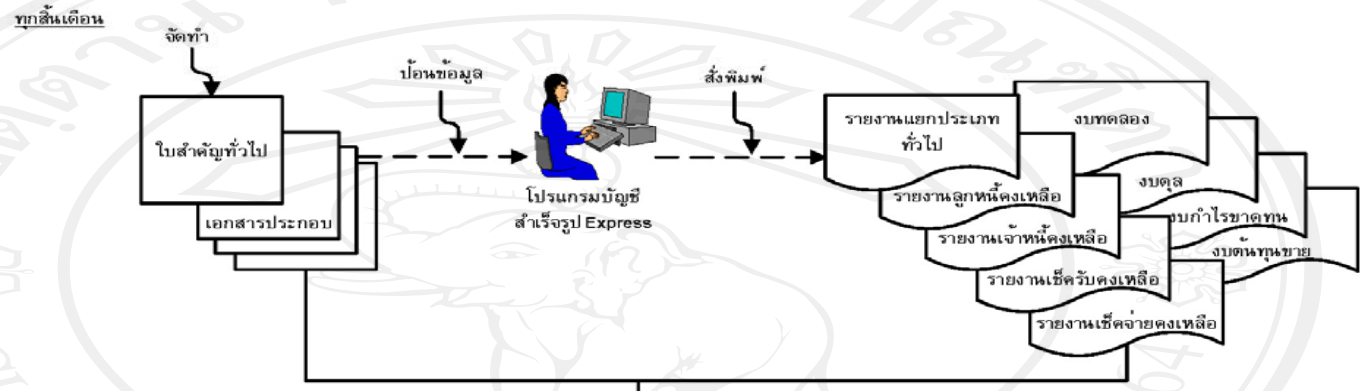 ทุกสิ้นเดือน
จัดทำ
ป้อนข้อมูล
สั่งพิมพ์
ใบสำคัญทั่วไป
เอกสารประกอบ
โปรแกรมบัญชี
สำเร็จรูป Express
รายงานแยกประเภท
ทั่วไป
รายงานลูกหนี้คงเหลือ
รายงานเจ้าหนี้คงเหลือ
รายงานเช็ครับคงเหลือ
รายงานเช็คจ่ายคงเหลือ
งบทดลอง
งบดุล
งบกำไรขาดทุน
งบต้นทุนขาย